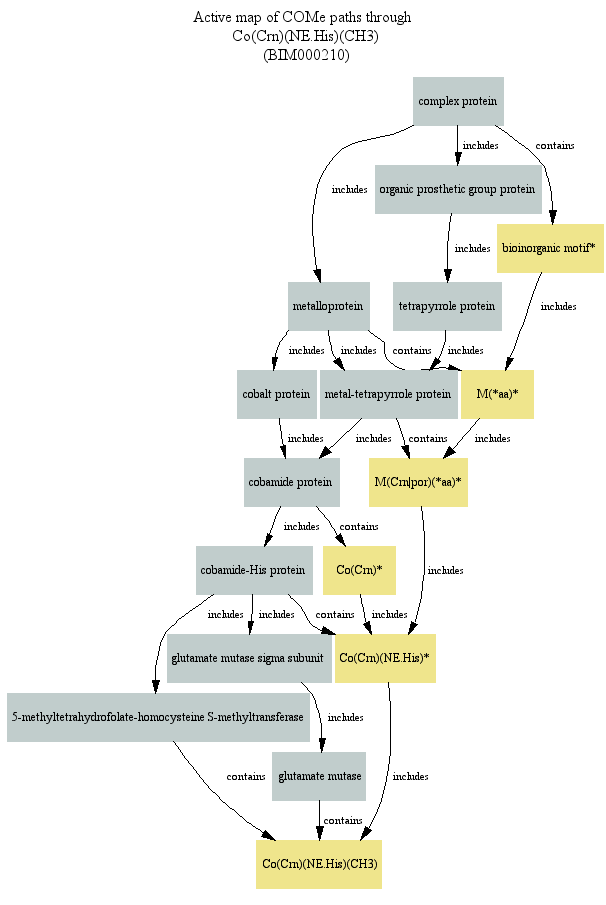 Active map of COMe paths through
Co(Crn)(NE.His)(CH3)
(BIM000210)
complex protein
includes
contains
includes
organic prosthetic group protein
bioinorganic motif*
includes
includes
metalloprotein
tetrapyrrole protein
includes
includes
contains
includes
cobalt protein
metal-tetrapyrrole protein
M(*aa)*
includes
includes
contains
includes
cobamide protein
M(Crn|por)(*aa)*
includes
contains
cobamide-His protein
Co(Crn)*
includes
includes
includes
contains
includes
glutamate mutase sigma subunit
Co(Crn)(NE.His)*
5-methyltetrahydrofolate-homocysteine S-methyltransferase
includes
glutamate mutase
contains
includes
contains
Co(Crn)(NE.His)(CH3)